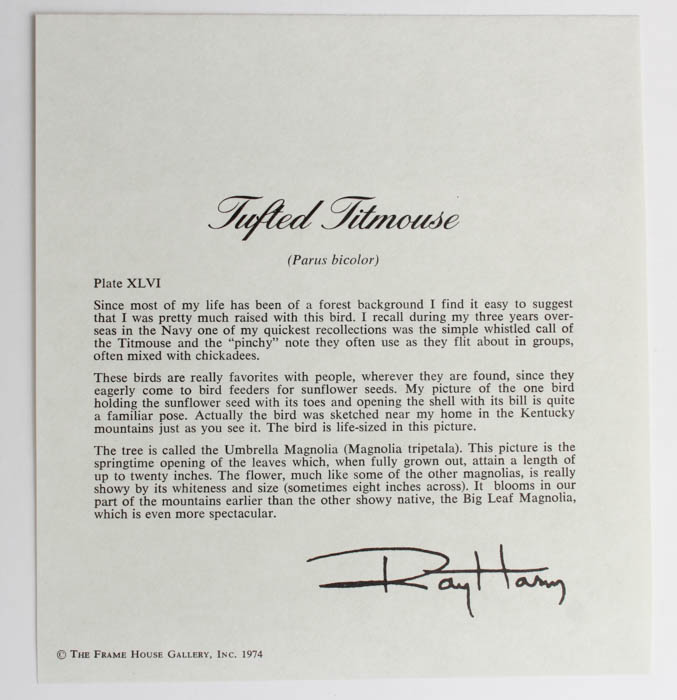 Tufted Titmouse
(Parus bicolor)
Plate XLVI
Since most of my life has been of a forest background I find it easy to suggest
that I was pretty much raised with this bird. I recall during my three years over-
seas in the Navy one of my quickest recollections was the simple whistled call of
the Titmouse and the “pinchy” note they often use as they flit about in groups,
often mixed with chickadees.
These birds are really favorites with people, wherever they are found, since they
eagerly come to bird feeders for sunflower seeds. My picture of the one bird
holding the sunflower seed with its toes and opening the shell with its bill is quite
a familiar pose. Actually the bird was sketched near my home in the Kentucky
mountains just as you see it. The bird is life-sized in this picture.
The tree is called the Umbrella Magnolia (Magnolia tripetala). This picture is the
springtime opening of the leaves which, when fully grown out, attain a length of
up to twenty inches. The flower, much like some of the other magnolias, is really
showy by its whiteness and size (sometimes eight inches across). It blooms in our
part of the mountains earlier than the other showy native, the Big Leaf Magnolia,
which is even more spectacular.
Ray Harm
© THE FRAME HOUSE GALLERY, INC. 1974